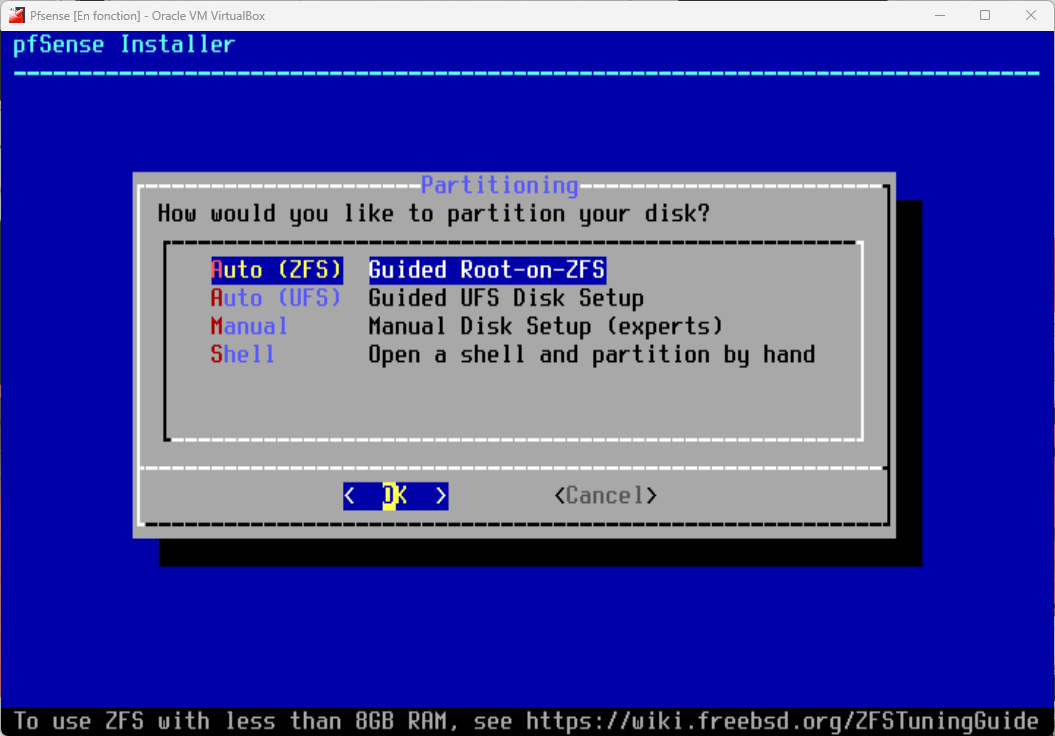 Pfsense [En fonction] - Oracle VM VirtualBox
pfSense Installer
Partitioning
How would you like to partition your disk?
Auto (ZFS) Guided Root-on-ZFS
Auto (UFS) Guided UFS Disk Setup
Manual Manual Disk Setup (experts)
Shell Open a shell and partition by hand
< OK > <Cancel>
To use ZFS with less than 8GB RAM, see https://wiki.freebsd.org/ZFSTuningGuide